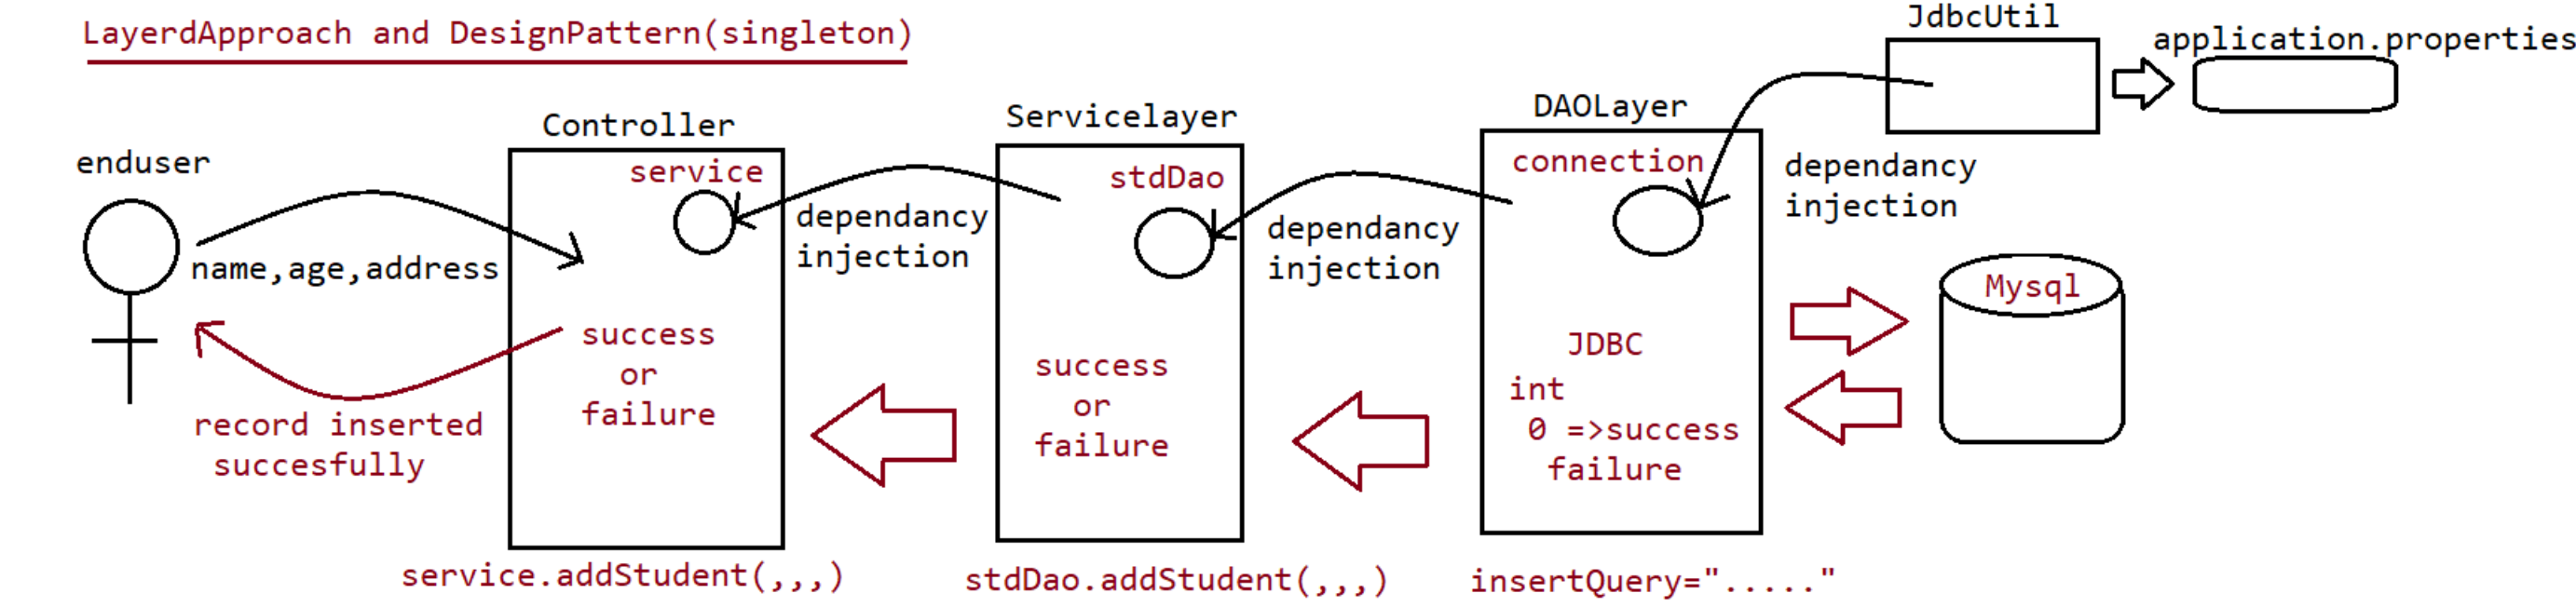 LayerdApproach and DesignPattern(singleton)
JdbcUtil
application.properties
enduser
name,age,address
record inserted
succesfully
Controller
service
success
or
failure
service.addStudent(,,,)
dependancy
injection
Servicelayer
stdDao
success
or
failure
stdDao.addStudent(,,,)
dependancy
injection
DAOLayer
connection
JDBC
int
0 =>success
failure
insertQuery="....."
dependancy
injection
Mysql